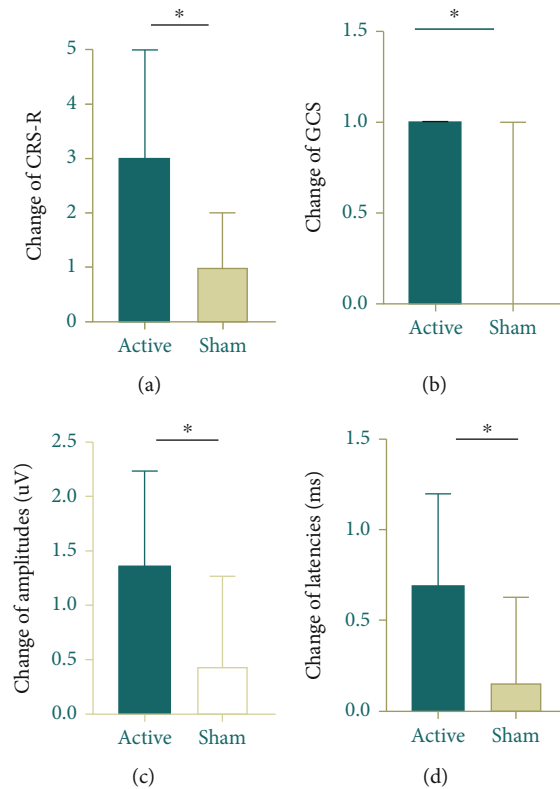 *
Change of CRS-R
5
4
3
2
1
0
Active Sham
(a)
*
Change of GCS
1.5
1.0
0.5
0.0
Active Sham
(b)
*
Change of amplitudes (uV)
2.5
2.0
1.5
1.0
0.5
0.0
Active Sham
(c)
*
Change of latencies (ms)
1.5
1.0
0.5
0.0
Active Sham
(d)